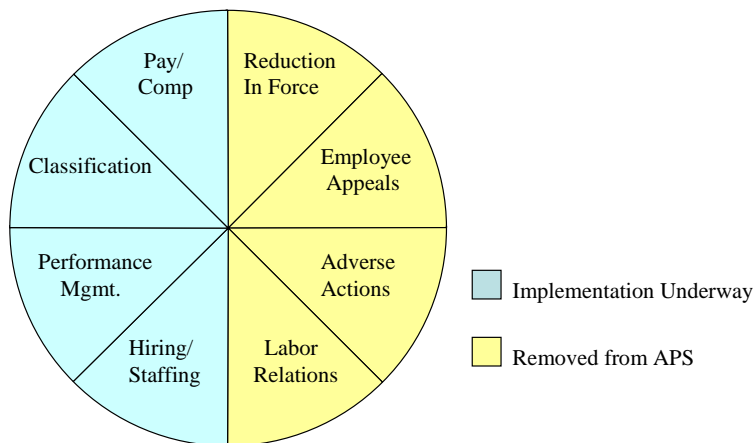 Pay/
Comp
Reduction
In Force
Classification
Employee
Appeals
Performance
Mgmt.
Adverse
Actions
Hiring/
Staffing
Labor
Relations
Implementation Underway
Removed from APS